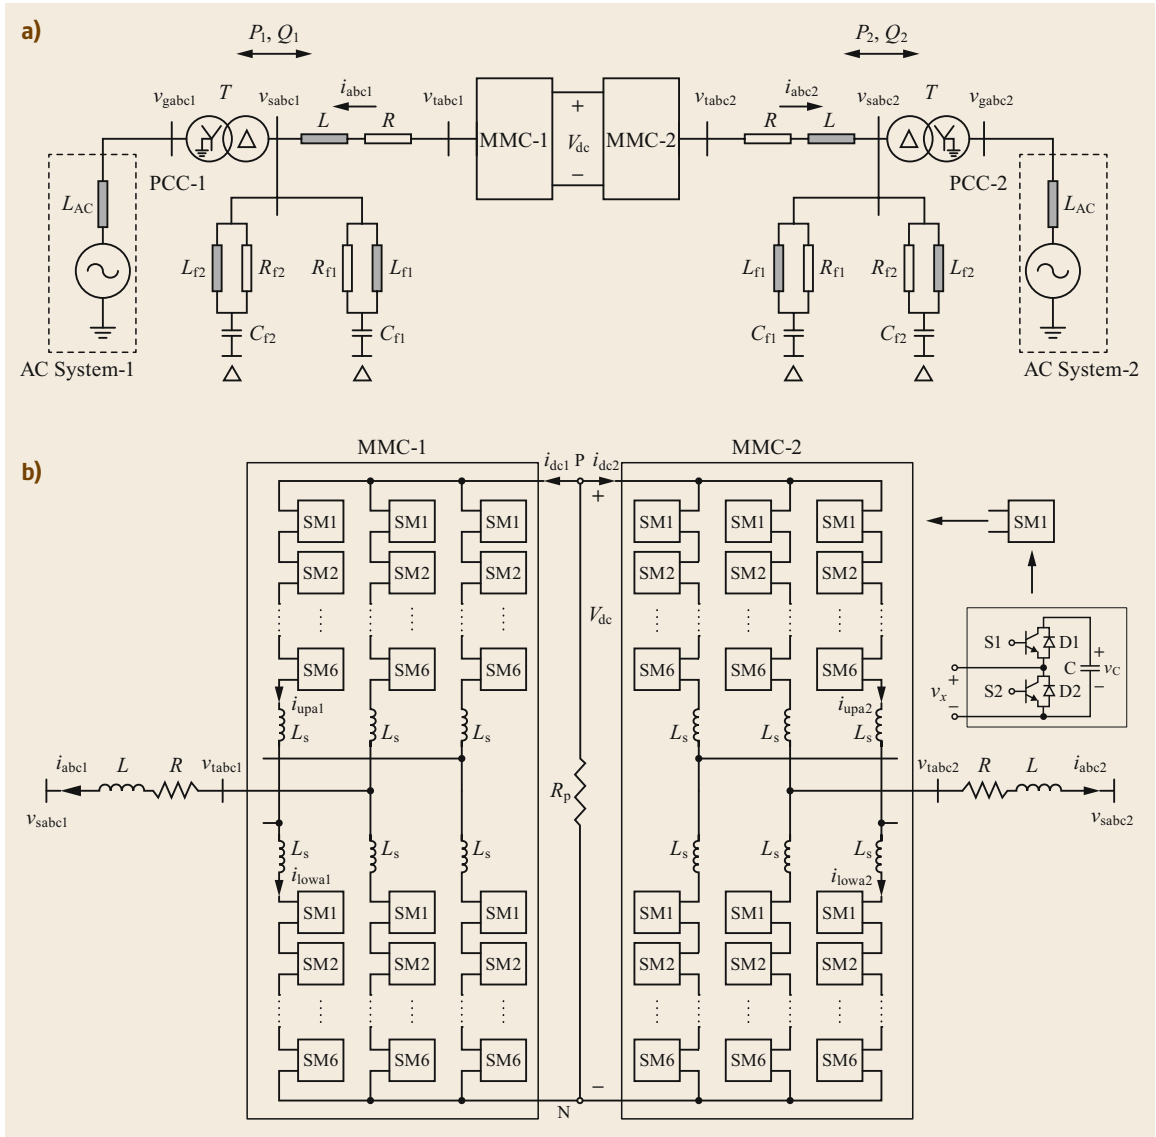 a)
P1, Q1
P2, Q2
vgabc1
T
vsabc1
iabc1
vtabc1
L
R
MMC-1
+
Vdc
−
MMC-2
vtabc2
iabc2
R
L
vsabc2
T
vgabc2
PCC-1
PCC-2
LAC
LAC
Lf2
Rf2
Rf1
Lf1
Lf1
Rf1
Rf2
Lf2
Cf2
Cf1
Cf1
Cf2
AC System-1
AC System-2
b)
MMC-1
MMC-2
idc1
P
idc2
+
SM1 SM1 SM1
SM1 SM1 SM1
SM1
SM2 SM2 SM2
SM2 SM2 SM2
Vdc
SM6 SM6 SM6
SM6 SM6 SM6
S1
D1
C
+
vC
−
S2
D2
+
vx
−
iupa1
iupa2
Ls Ls Ls
Ls Ls Ls
iabc1
L
R
vtabc1
vsabc1
Rp
vtabc2
R
L
iabc2
vsabc2
Ls Ls Ls
Ls Ls Ls
ilowa1
ilowa2
SM1 SM1 SM1
SM1 SM1 SM1
SM2 SM2 SM2
SM2 SM2 SM2
SM6 SM6 SM6
SM6 SM6 SM6
−
N